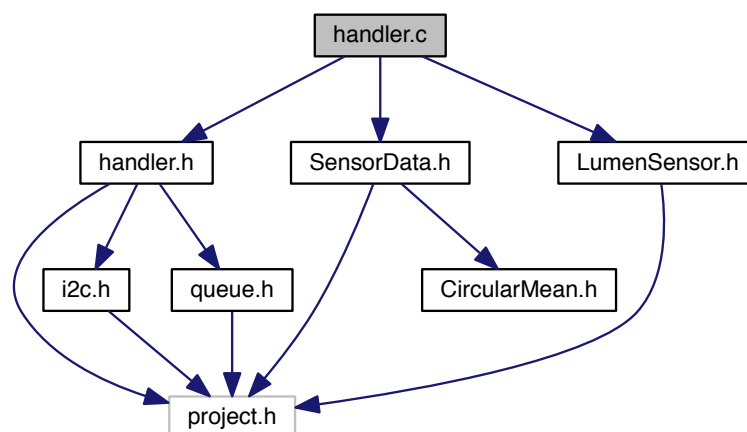 handler.c
handler.h
SensorData.h
LumenSensor.h
i2c.h
queue.h
CircularMean.h
project.h